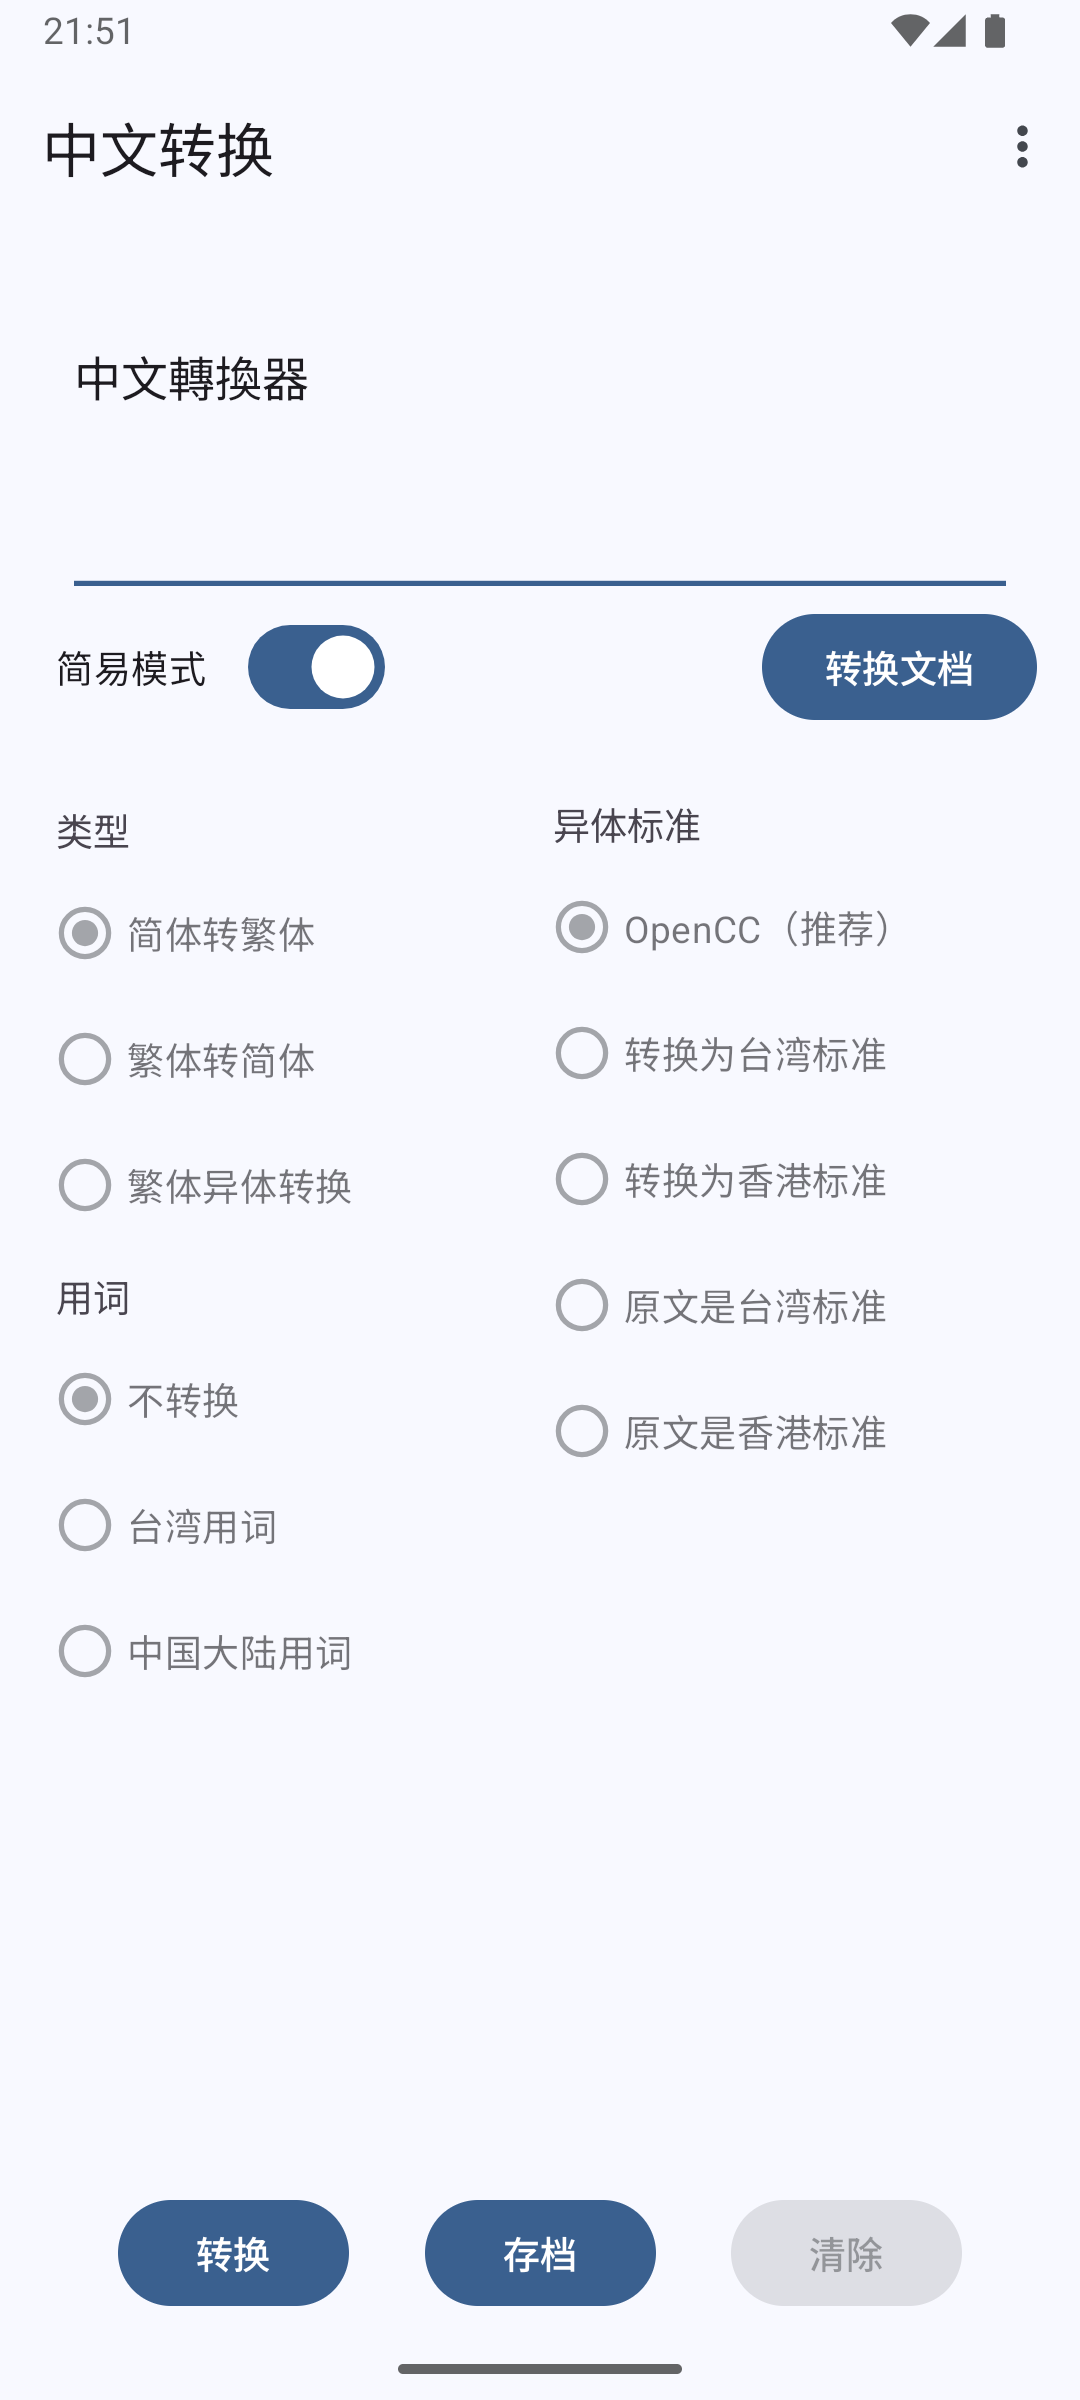 21:51
中文转换
中文轉換器
简易模式
转换文档
类型
简体转繁体
繁体转简体
繁体异体转换
用词
不转换
台湾用词
中国大陆用词
异体标准
OpenCC（推荐）
转换为台湾标准
转换为香港标准
原文是台湾标准
原文是香港标准
转换
存档
清除